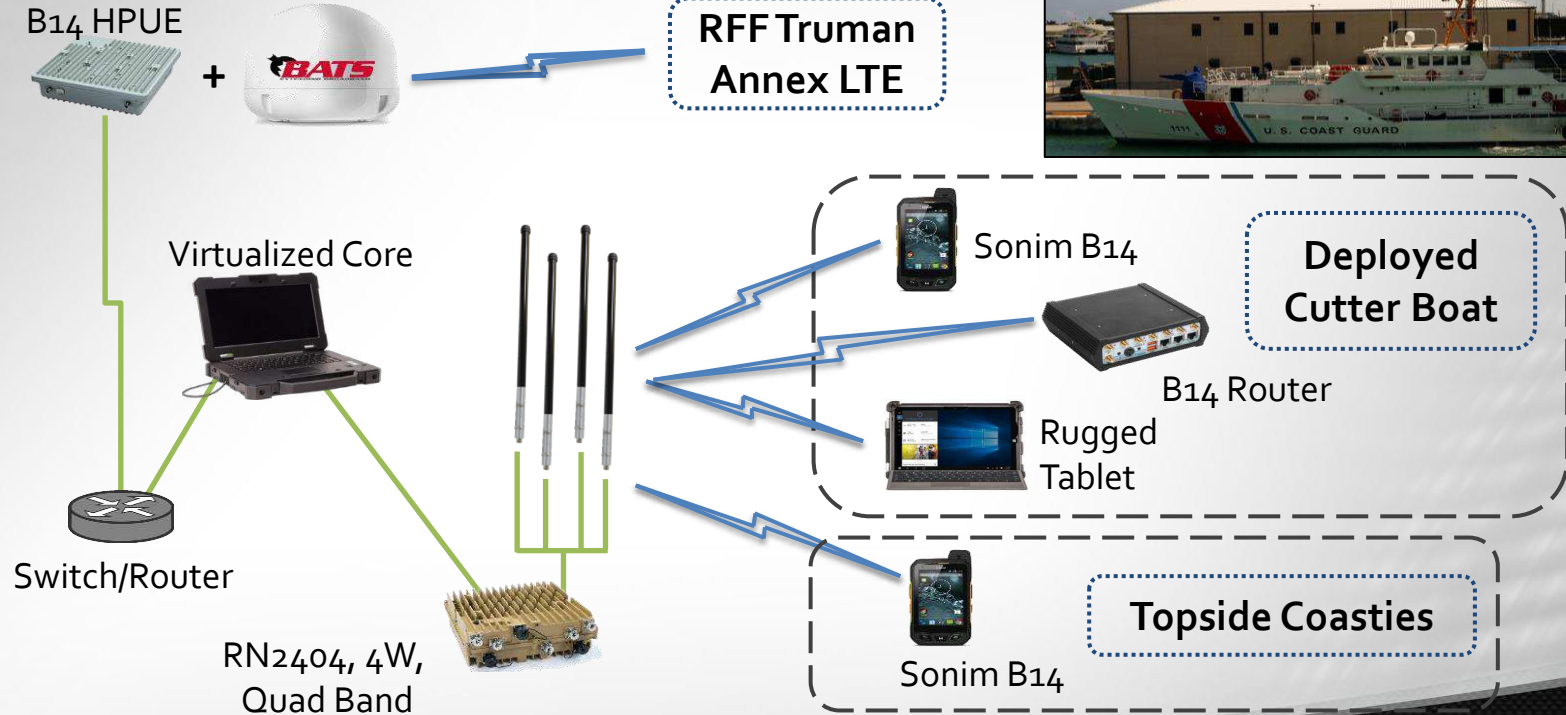 B14 HPUE
+
BATS
RFF Truman
Annex LTE
1111
U.S. COAST GUARD
Virtualized Core
Sonim B14
Deployed
Cutter Boat
B14 Router
Rugged
Tablet
Switch/Router
RN2404, 4W,
Quad Band
Sonim B14
Topside Coasties